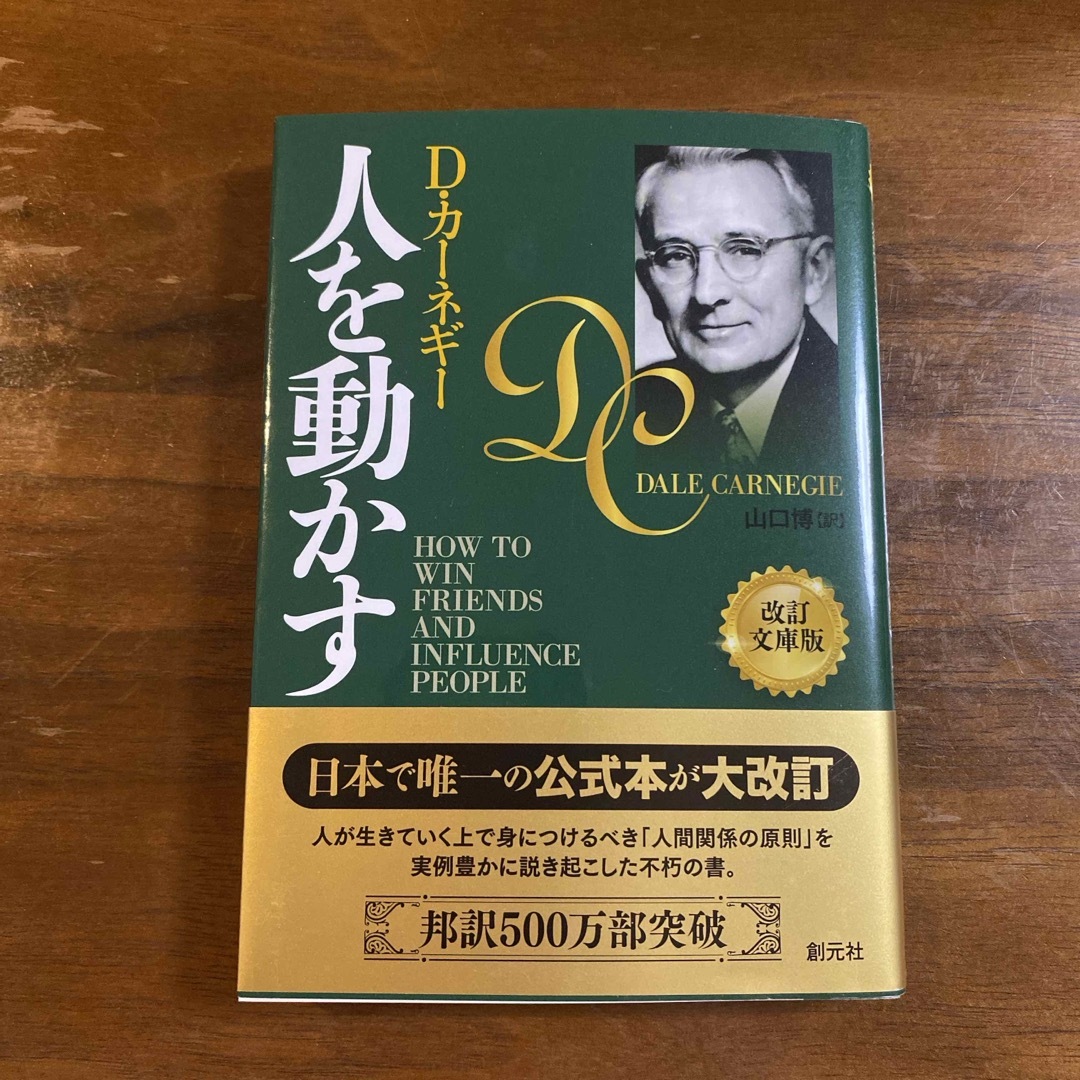 人を動かす
D・カーネギー
DC
DALE CARNEGIE
山口博【訳】
HOW TO
WIN
FRIENDS
AND
INFLUENCE
PEOPLE
改訂
文庫版
日本で唯一の公式本が大改訂
人が生きていく上で身につけるべき「人間関係の原則」を
実例豊かに説き起こした不朽の書。
邦訳500万部突破
創元社